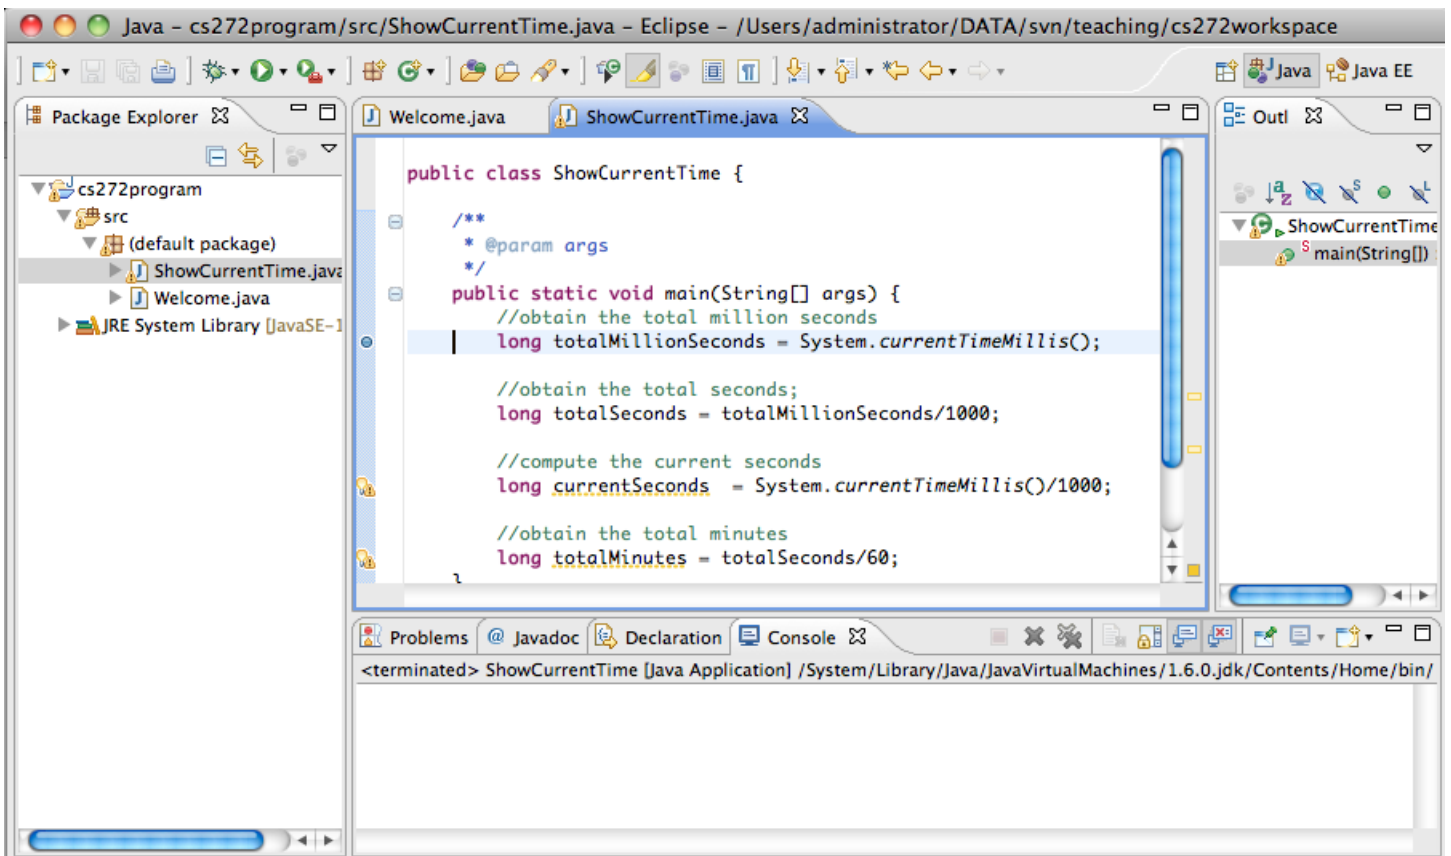 Java – cs272program/src/ShowCurrentTime.java – Eclipse – /Users/administrator/DATA/svn/teaching/cs272workspace
Java Java EE
Package Explorer
cs272program
src
(default package)
ShowCurrentTime.java
Welcome.java
JRE System Library [JavaSE-1
Welcome.java ShowCurrentTime.java
public class ShowCurrentTime {
/**
* @param args
*/
public static void main(String[] args) {
//obtain the total million seconds
long totalMillionSeconds = System.currentTimeMillis();
//obtain the total seconds;
long totalSeconds = totalMillionSeconds/1000;
//compute the current seconds
long currentSeconds  = System.currentTimeMillis()/1000;
//obtain the total minutes
long totalMinutes = totalSeconds/60;
}
Outl
ShowCurrentTime
main(String[]) :
Problems @ Javadoc Declaration Console
<terminated> ShowCurrentTime [Java Application] /System/Library/Java/JavaVirtualMachines/1.6.0.jdk/Contents/Home/bin/